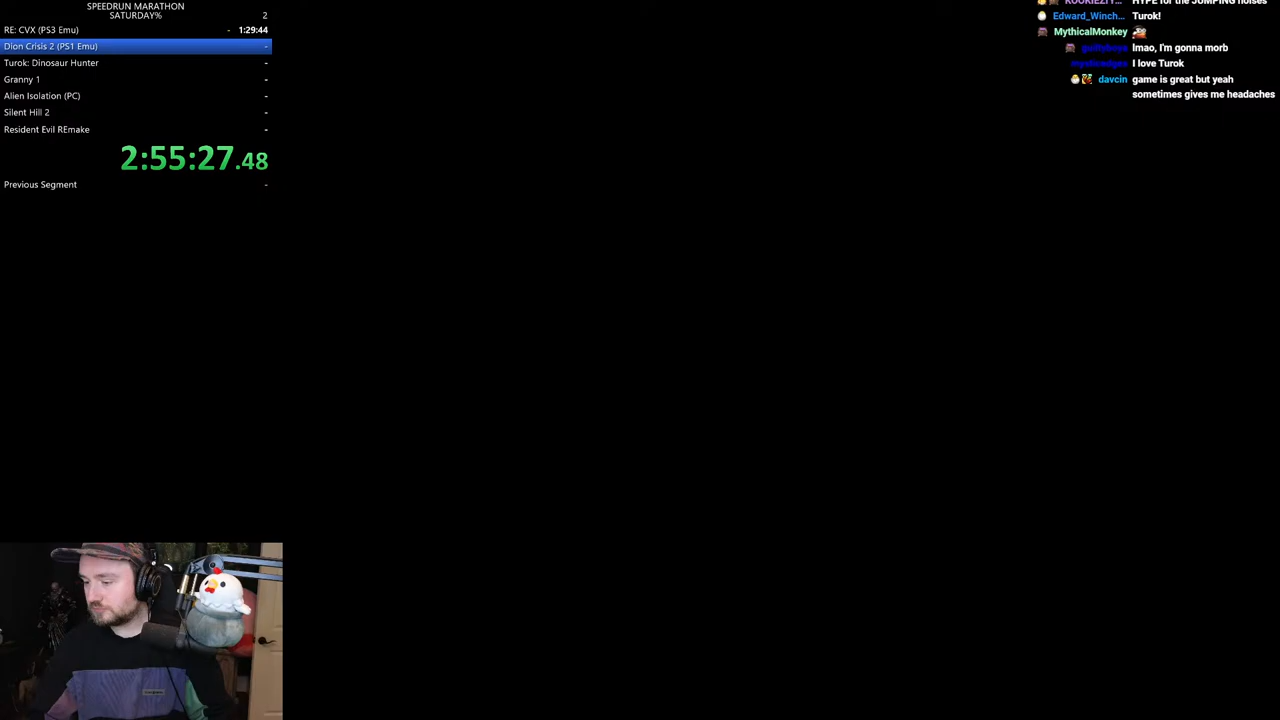 SPEEDRUN MARATHON
SATURDAY%
2
RE: CVX (PS3 Emu) - 1:29:44
Dion Crisis 2 (PS1 Emu) -
Turok: Dinosaur Hunter -
Granny 1 -
Alien Isolation (PC) -
Silent Hill 2 -
Resident Evil REmake -
2:55:27.48
Previous Segment -
HYPE for the JUMPING noises
Edward_Winch... Turok!
MythicalMonkey
lmao, I'm gonna morb
I love Turok
davcin game is great but yeah
sometimes gives me headaches